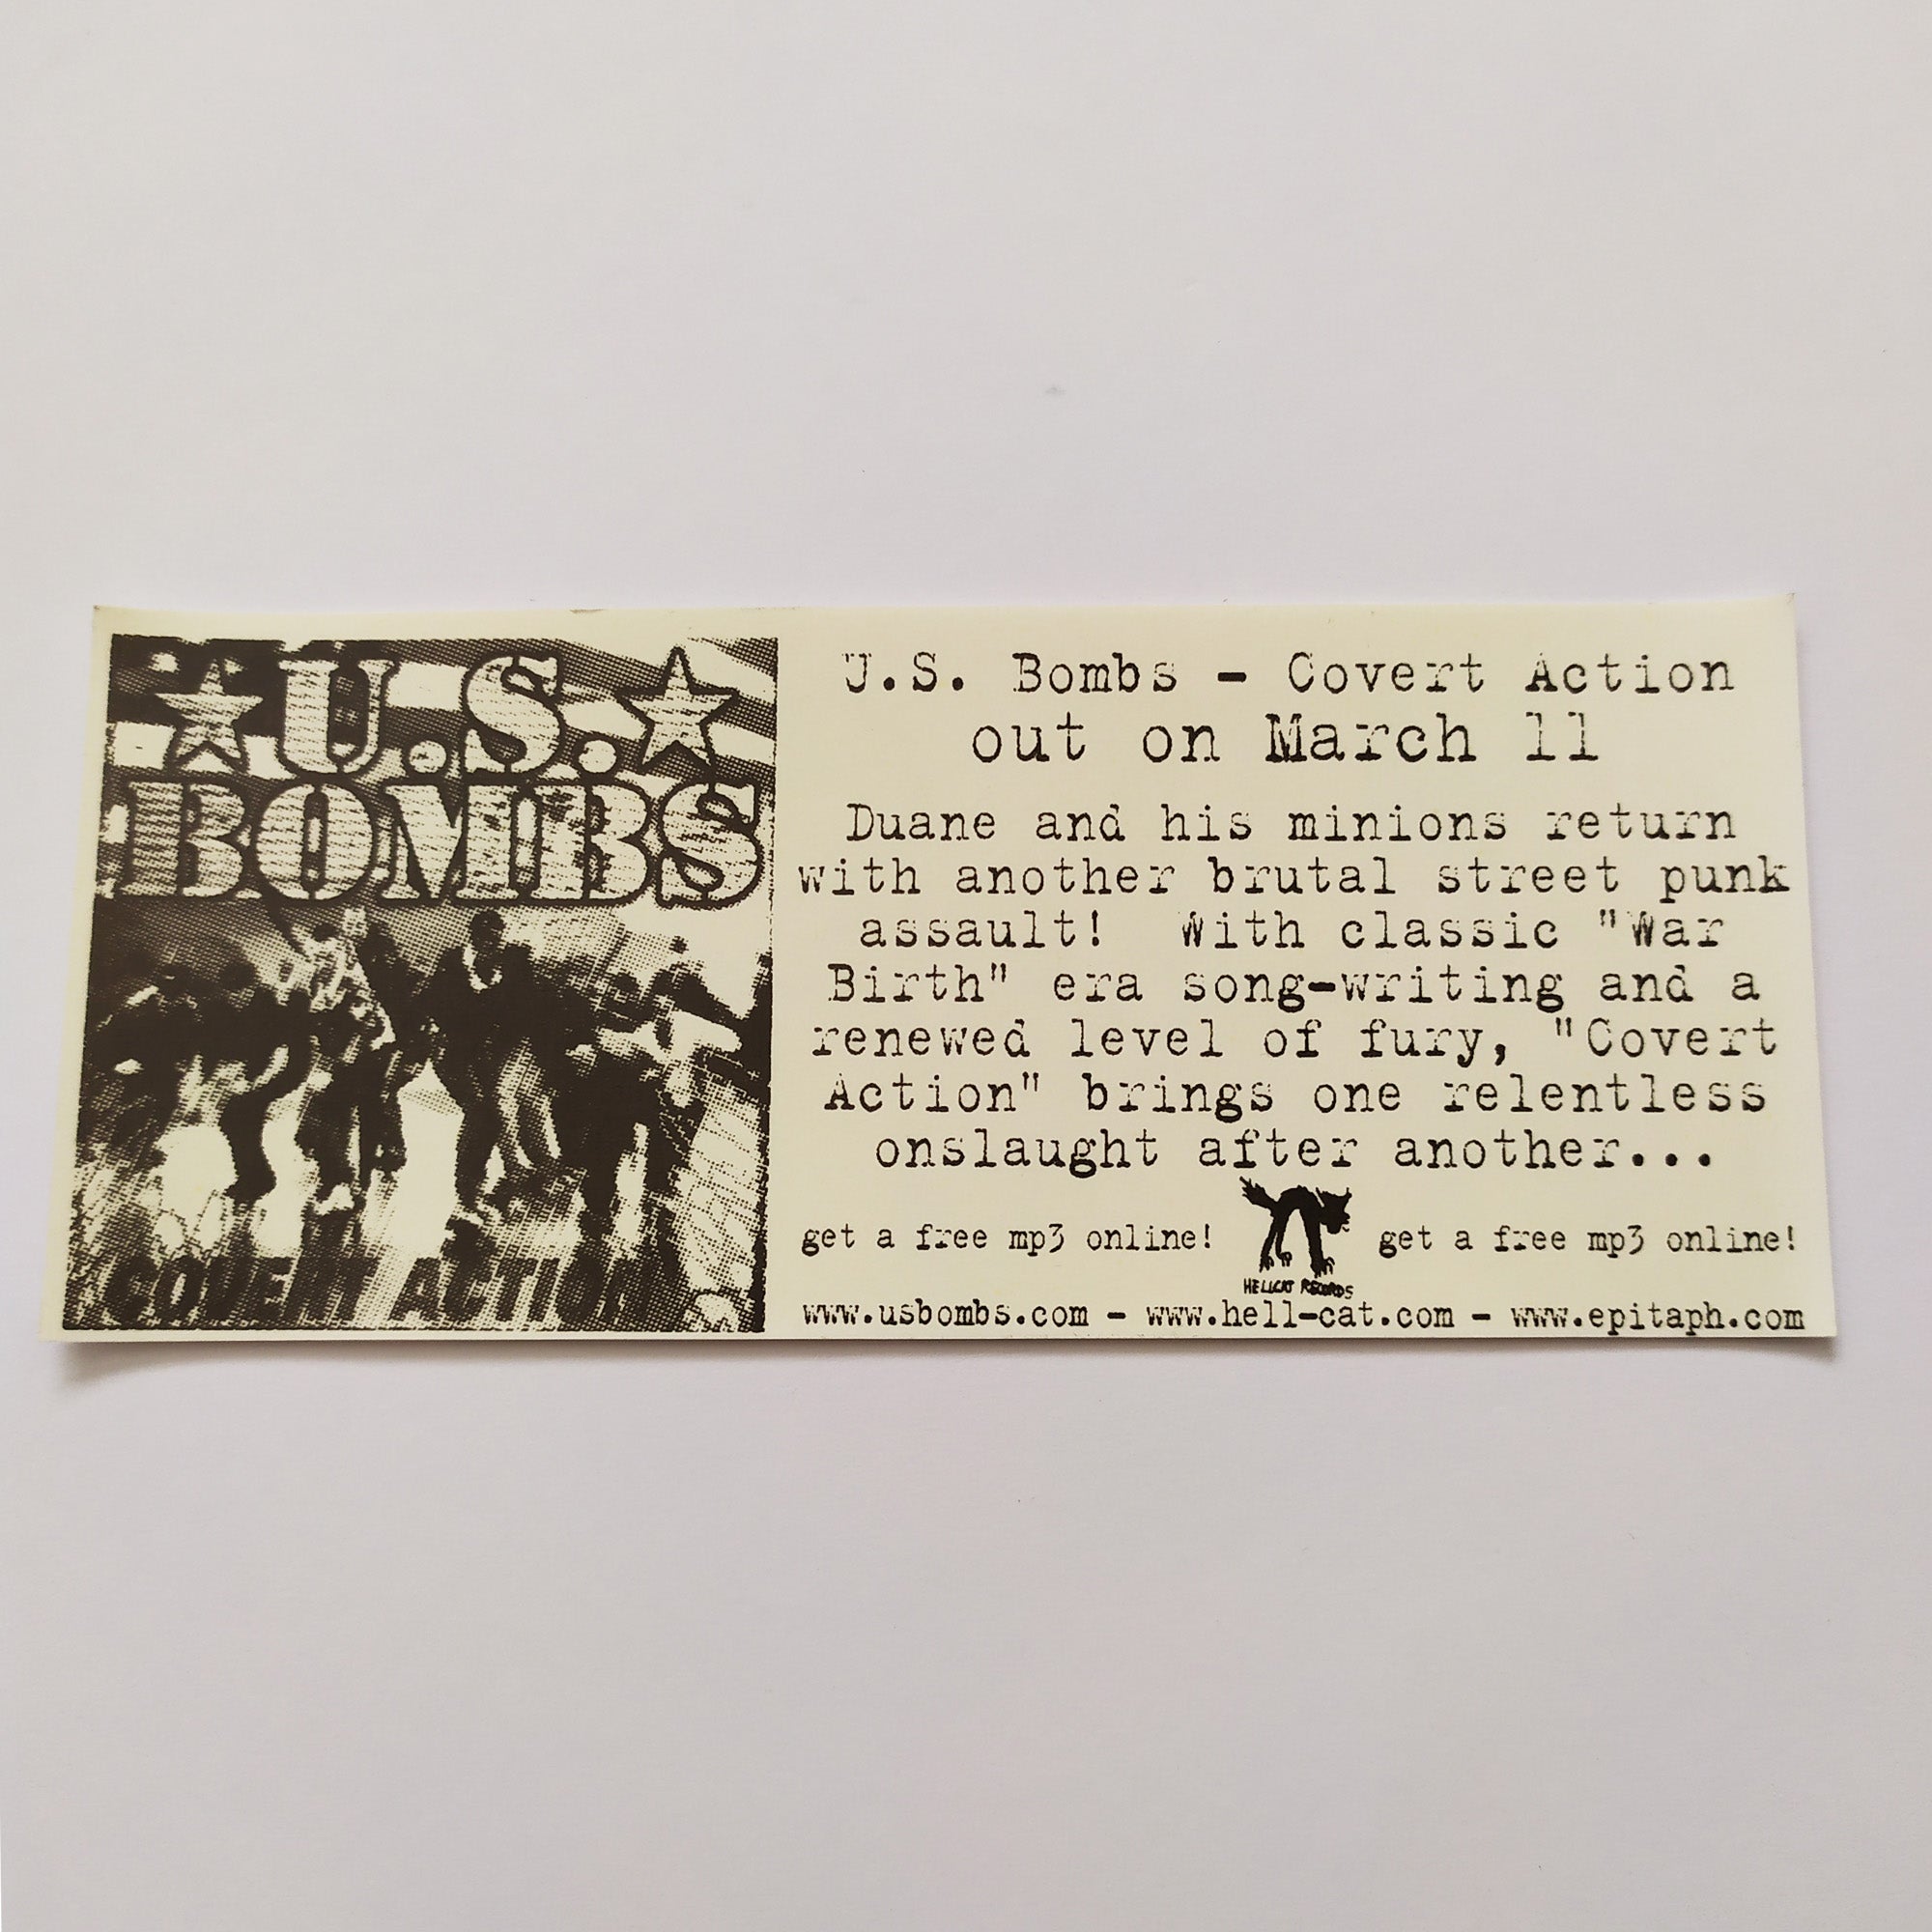 ★U.S.★
BOMBS
COVERT ACTION
U.S. Bombs - Covert Action
out on March 11
Duane and his minions return
with another brutal street punk
assault!  With classic "War
Birth" era song-writing and a
renewed level of fury, "Covert
Action" brings one relentless
onslaught after another...
get a free mp3 online!
HELLCAT RECORDS
get a free mp3 online!
www.usbombs.com - www.hell-cat.com - www.epitaph.com